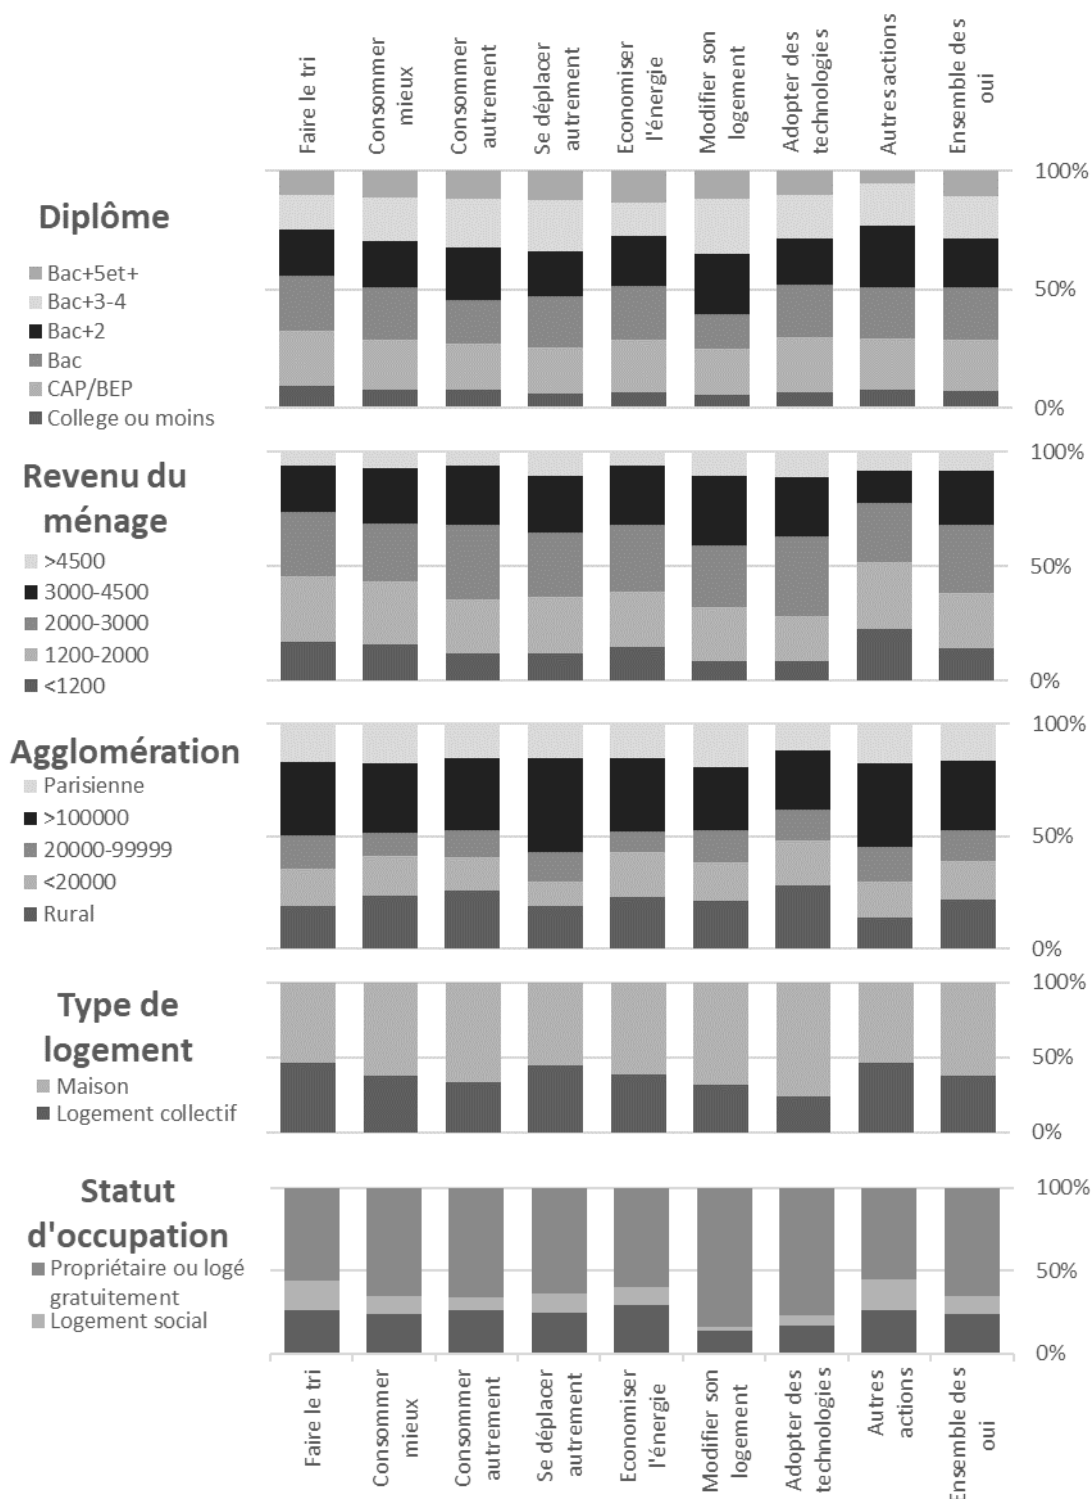 Faire le tri
Consommer
mieux
Consommer
autrement
Se déplacer
autrement
Economiser
l'énergie
Modifier son
logement
Adopter des
technologies
Autres actions
Ensemble des
oui
Diplôme
Bac+5et+
Bac+3-4
Bac+2
Bac
CAP/BEP
College ou moins
100%
50%
0%
Revenu du
ménage
>4500
3000-4500
2000-3000
1200-2000
<1200
100%
50%
0%
Agglomération
Parisienne
>100000
20000-99999
<20000
Rural
100%
50%
0%
Type de
logement
Maison
Logement collectif
100%
50%
0%
Statut
d'occupation
Propriétaire ou logé
gratuitement
Logement social
100%
50%
0%
Faire le tri
Consommer
mieux
Consommer
autrement
Se déplacer
autrement
Economiser
l'énergie
Modifier son
logement
Adopter des
technologies
Autres
actions
Ensemble des
oui